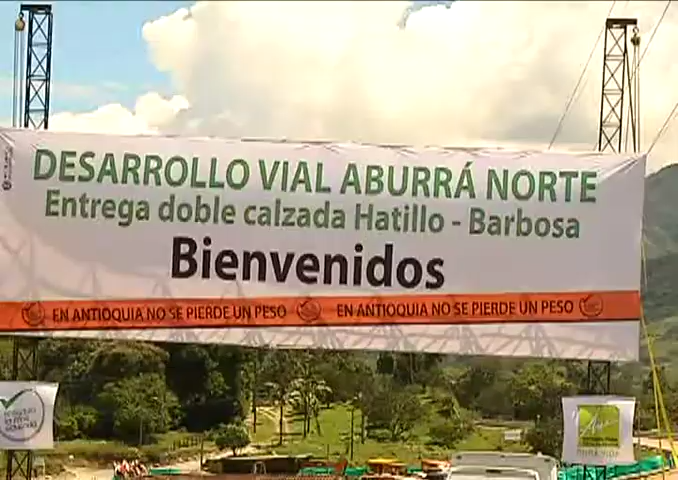 DESARROLLO VIAL ABURRÁ NORTE
Entrega doble calzada Hatillo - Barbosa
Bienvenidos
EN ANTIOQUIA NO SE PIERDE UN PESO EN ANTIOQUIA NO SE PIERDE UN PESO